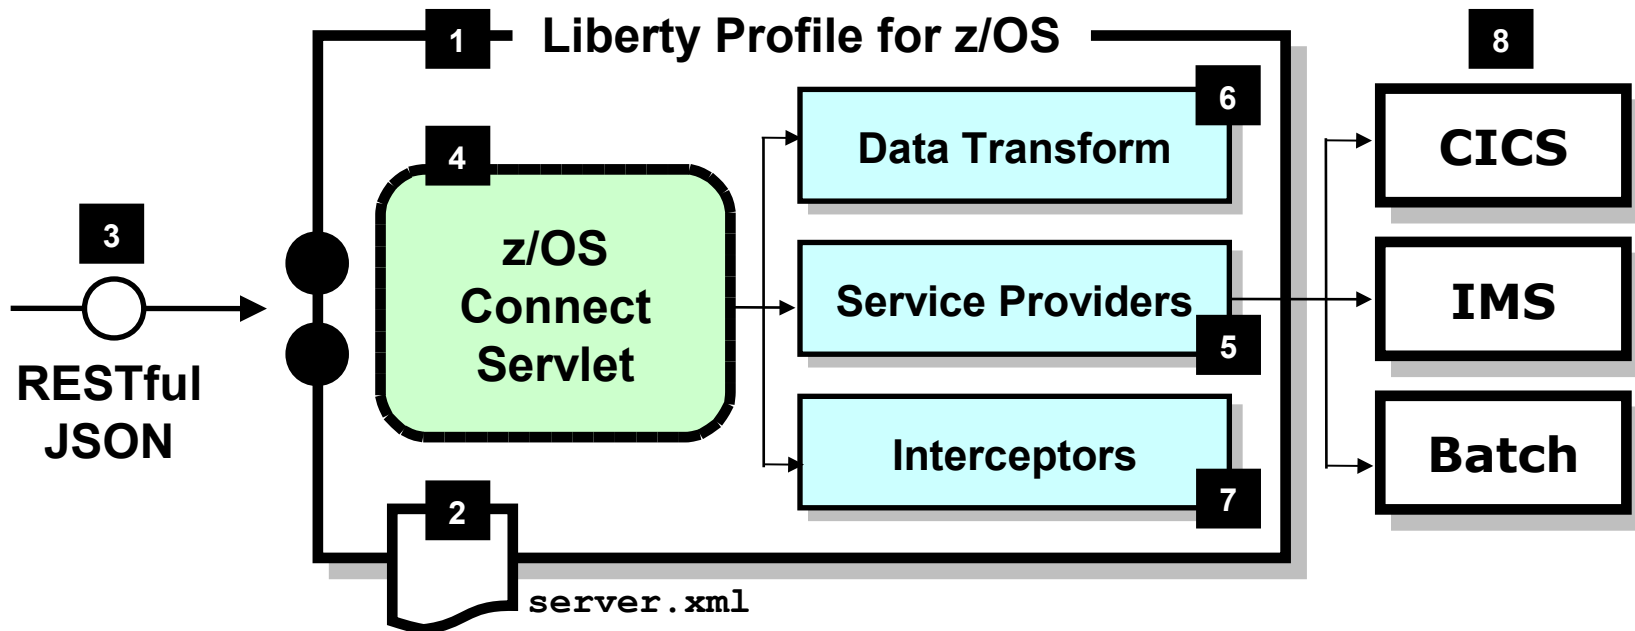 1
Liberty Profile for z/OS
8
6
Data Transform
CICS
4
3
z/OS
Connect
Servlet
Service Providers
5
IMS
RESTful
JSON
Interceptors
7
Batch
2
server.xml